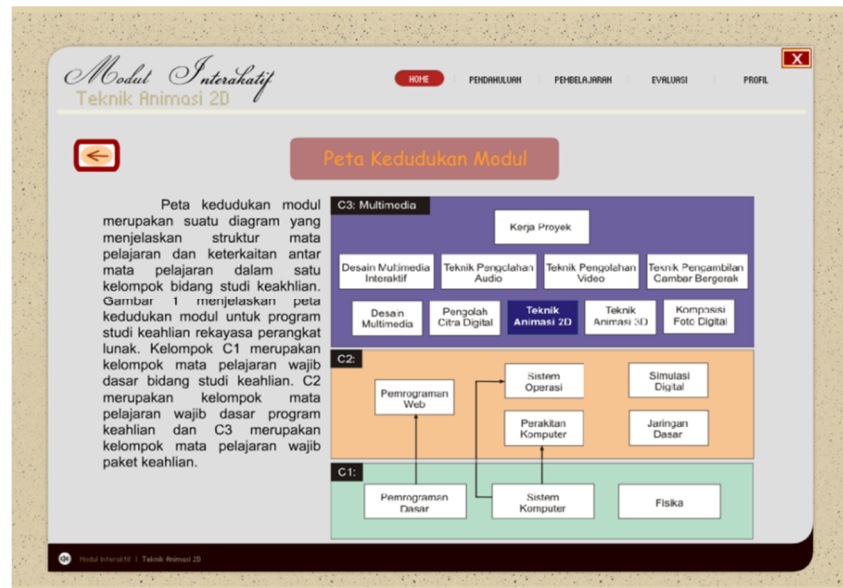 Modul Interakatif
Teknik Animasi 2D
HOME
PENDAHULUAN
PEMBELAJARAN
EVALUASI
PROFIL
X
Peta Kedudukan Modul
Peta kedudukan modul
merupakan suatu diagram yang
menjelaskan struktur mata
pelajaran dan keterkaitan antar
mata pelajaran dalam satu
kelompok bidang studi keakhlian.
Gambar 1 menjelaskan peta
kedudukan modul untuk program
studi keahlian rekayasa perangkat
lunak. Kelompok C1 merupakan
kelompok mata pelajaran wajib
dasar bidang studi keahlian. C2
merupakan kelompok mata
pelajaran wajib dasar program
keahlian dan C3 merupakan
kelompok mata pelajaran wajib
paket keahlian.
C3: Multimedia
Kerja Proyek
Desain Multimedia
Interaktif
Teknik Pengolahan
Audio
Teknik Pengolahan
Video
Teknik Pengambilan
Gambar Bergerak
Desain
Multimedia
Pengolah
Citra Digital
Teknik
Animasi 2D
Teknik
Animasi 3D
Komposisi
Foto Digital
C2:
Pemrograman
Web
Sistem
Operasi
Simulasi
Digital
Perakitan
Komputer
Jaringan
Dasar
C1:
Pemrograman
Dasar
Sistem
Komputer
Fisika
Modul Interaktif | Teknik Animasi 2D